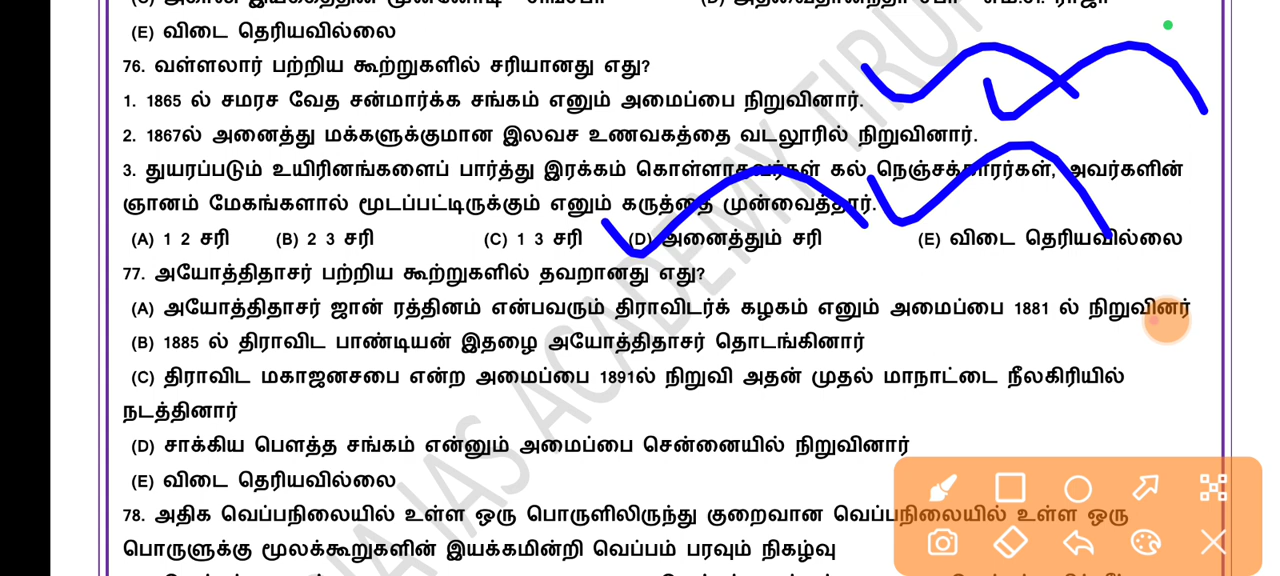 (E) விடை தெரியவில்லை
76. வள்ளலார் பற்றிய கூற்றுகளில் சரியானது எது?
1. 1865 ல் சமரச வேத சன்மார்க்க சங்கம் எனும் அமைப்பை நிறுவினார்.
2. 1867ல் அனைத்து மக்களுக்குமான இலவச உணவகத்தை வடலூரில் நிறுவினார்.
3. துயரப்படும் உயிரினங்களைப் பார்த்து இரக்கம் கொள்ளாதவர்கள் கல் நெஞ்சக்காரர்கள், அவர்களின்
ஞானம் மேகங்களால் மூடப்பட்டிருக்கும் எனும் கருத்தை முன்வைத்தார்.
(A) 1 2 சரி (B) 2 3 சரி (C) 1 3 சரி (D) அனைத்தும் சரி (E) விடை தெரியவில்லை
77. அயோத்திதாசர் பற்றிய கூற்றுகளில் தவறானது எது?
(A) அயோத்திதாசர் ஜான் ரத்தினம் என்பவரும் திராவிடர்க் கழகம் எனும் அமைப்பை 1881 ல் நிறுவினர்
(B) 1885 ல் திராவிட பாண்டியன் இதழை அயோத்திதாசர் தொடங்கினார்
(C) திராவிட மகாஜனசபை என்ற அமைப்பை 1891ல் நிறுவி அதன் முதல் மாநாட்டை நீலகிரியில்
நடத்தினார்
(D) சாக்கிய பௌத்த சங்கம் என்னும் அமைப்பை சென்னையில் நிறுவினார்
(E) விடை தெரியவில்லை
78. அதிக வெப்பநிலையில் உள்ள ஒரு பொருளிலிருந்து குறைவான வெப்பநிலையில் உள்ள ஒரு
பொருளுக்கு மூலக்கூறுகளின் இயக்கமின்றி வெப்பம் பரவும் நிகழ்வு
IAS ACADEMY